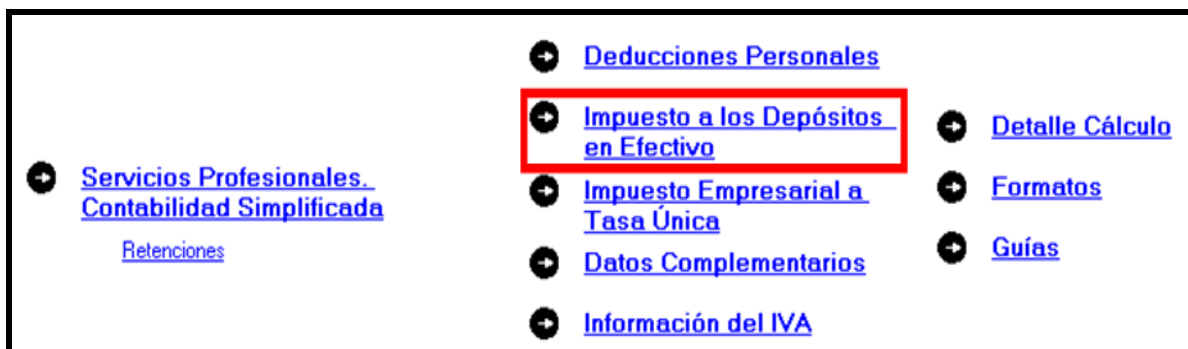 Servicios Profesionales.
Contabilidad Simplificada
Retenciones
Deducciones Personales
Impuesto a los Depósitos
en Efectivo
Impuesto Empresarial a
Tasa Única
Datos Complementarios
Información del IVA
Detalle Cálculo
Formatos
Guías